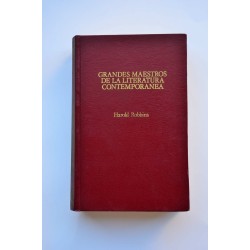 GRANDES MAESTROS
DE LA LITERATURA
CONTEMPORANEA
Harold Robbins